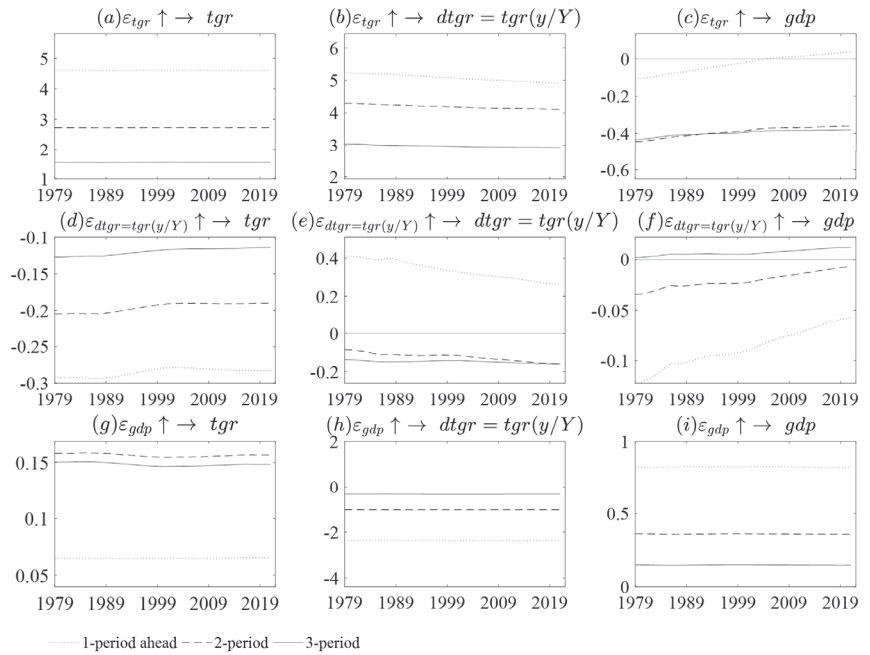 (a)ε_tgr ↑ → tgr (b)ε_tgr ↑ → dtgr = tgr(y/Y) (c)ε_tgr ↑ → gdp
5 6 0
4 5 -0.2
3 4 -0.4
2 3 -0.6
1 2
1979 1989 1999 2009 2019 1979 1989 1999 2009 2019 1979 1989 1999 2009 2019
(d)ε_dtgr=tgr(y/Y) ↑ → tgr (e)ε_dtgr=tgr(y/Y) ↑ → dtgr = tgr(y/Y) (f)ε_dtgr=tgr(y/Y) ↑ → gdp
-0.1 0.4 0
-0.15 0.2 -0.05
-0.2 0 -0.1
-0.25 -0.2
-0.3
1979 1989 1999 2009 2019 1979 1989 1999 2009 2019 1979 1989 1999 2009 2019
(g)ε_gdp ↑ → tgr (h)ε_gdp ↑ → dtgr = tgr(y/Y) (i)ε_gdp ↑ → gdp
0.15 2 1
0.1 0 0.5
0.05 -2 0
-4
1979 1989 1999 2009 2019 1979 1989 1999 2009 2019 1979 1989 1999 2009 2019
1-period ahead 2-period 3-period